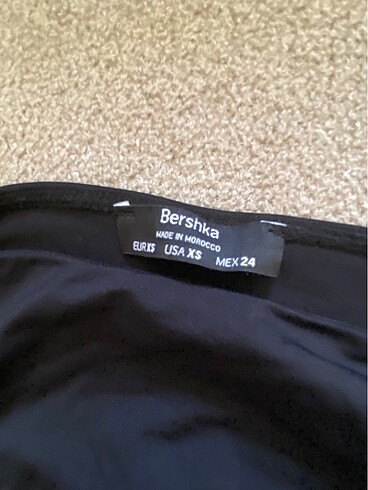 Bershka
MADE IN MOROCCO
EUR XS USA XS MEX 24